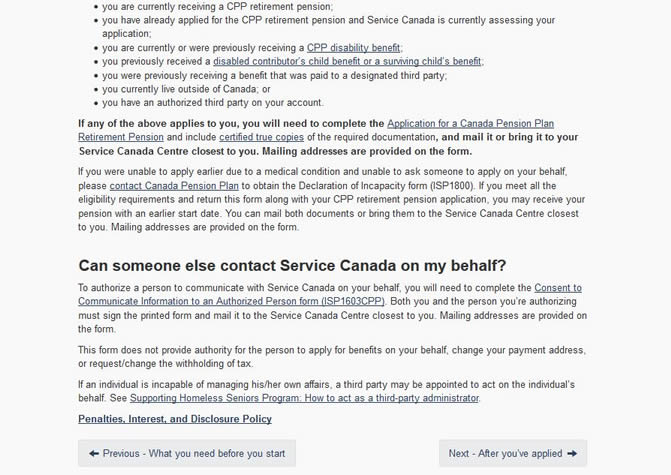 you are currently receiving a CPP retirement pension;
you have already applied for the CPP retirement pension and Service Canada is currently assessing your
application;
you are currently or were previously receiving a CPP disability benefit;
you previously received a disabled contributor's child benefit or a surviving child's benefit;
you were previously receiving a benefit that was paid to a designated third party;
you currently live outside of Canada; or
you have an authorized third party on your account.
If any of the above applies to you, you will need to complete the Application for a Canada Pension Plan
Retirement Pension and include certified true copies of the required documentation, and mail it or bring it to your
Service Canada Centre closest to you. Mailing addresses are provided on the form.
If you were unable to apply earlier due to a medical condition and unable to ask someone to apply on your behalf,
please contact Canada Pension Plan to obtain the Declaration of Incapacity form (ISP1800). If you meet all the
eligibility requirements and return this form along with your CPP retirement pension application, you may receive your
pension with an earlier start date. You can mail both documents or bring them to the Service Canada Centre closest
to you. Mailing addresses are provided on the form.
Can someone else contact Service Canada on my behalf?
To authorize a person to communicate with Service Canada on your behalf, you will need to complete the Consent to
Communicate Information to an Authorized Person form (ISP1603CPP). Both you and the person you're authorizing
must sign the printed form and mail it to the Service Canada Centre closest to you. Mailing addresses are provided on
the form.
This form does not provide authority for the person to apply for benefits on your behalf, change your payment address,
or request/change the withholding of tax.
If an individual is incapable of managing his/her own affairs, a third party may be appointed to act on the individual's
behalf. See Supporting Homeless Seniors Program: How to act as a third-party administrator.
Penalties, Interest, and Disclosure Policy
Previous - What you need before you start
Next - After you've applied